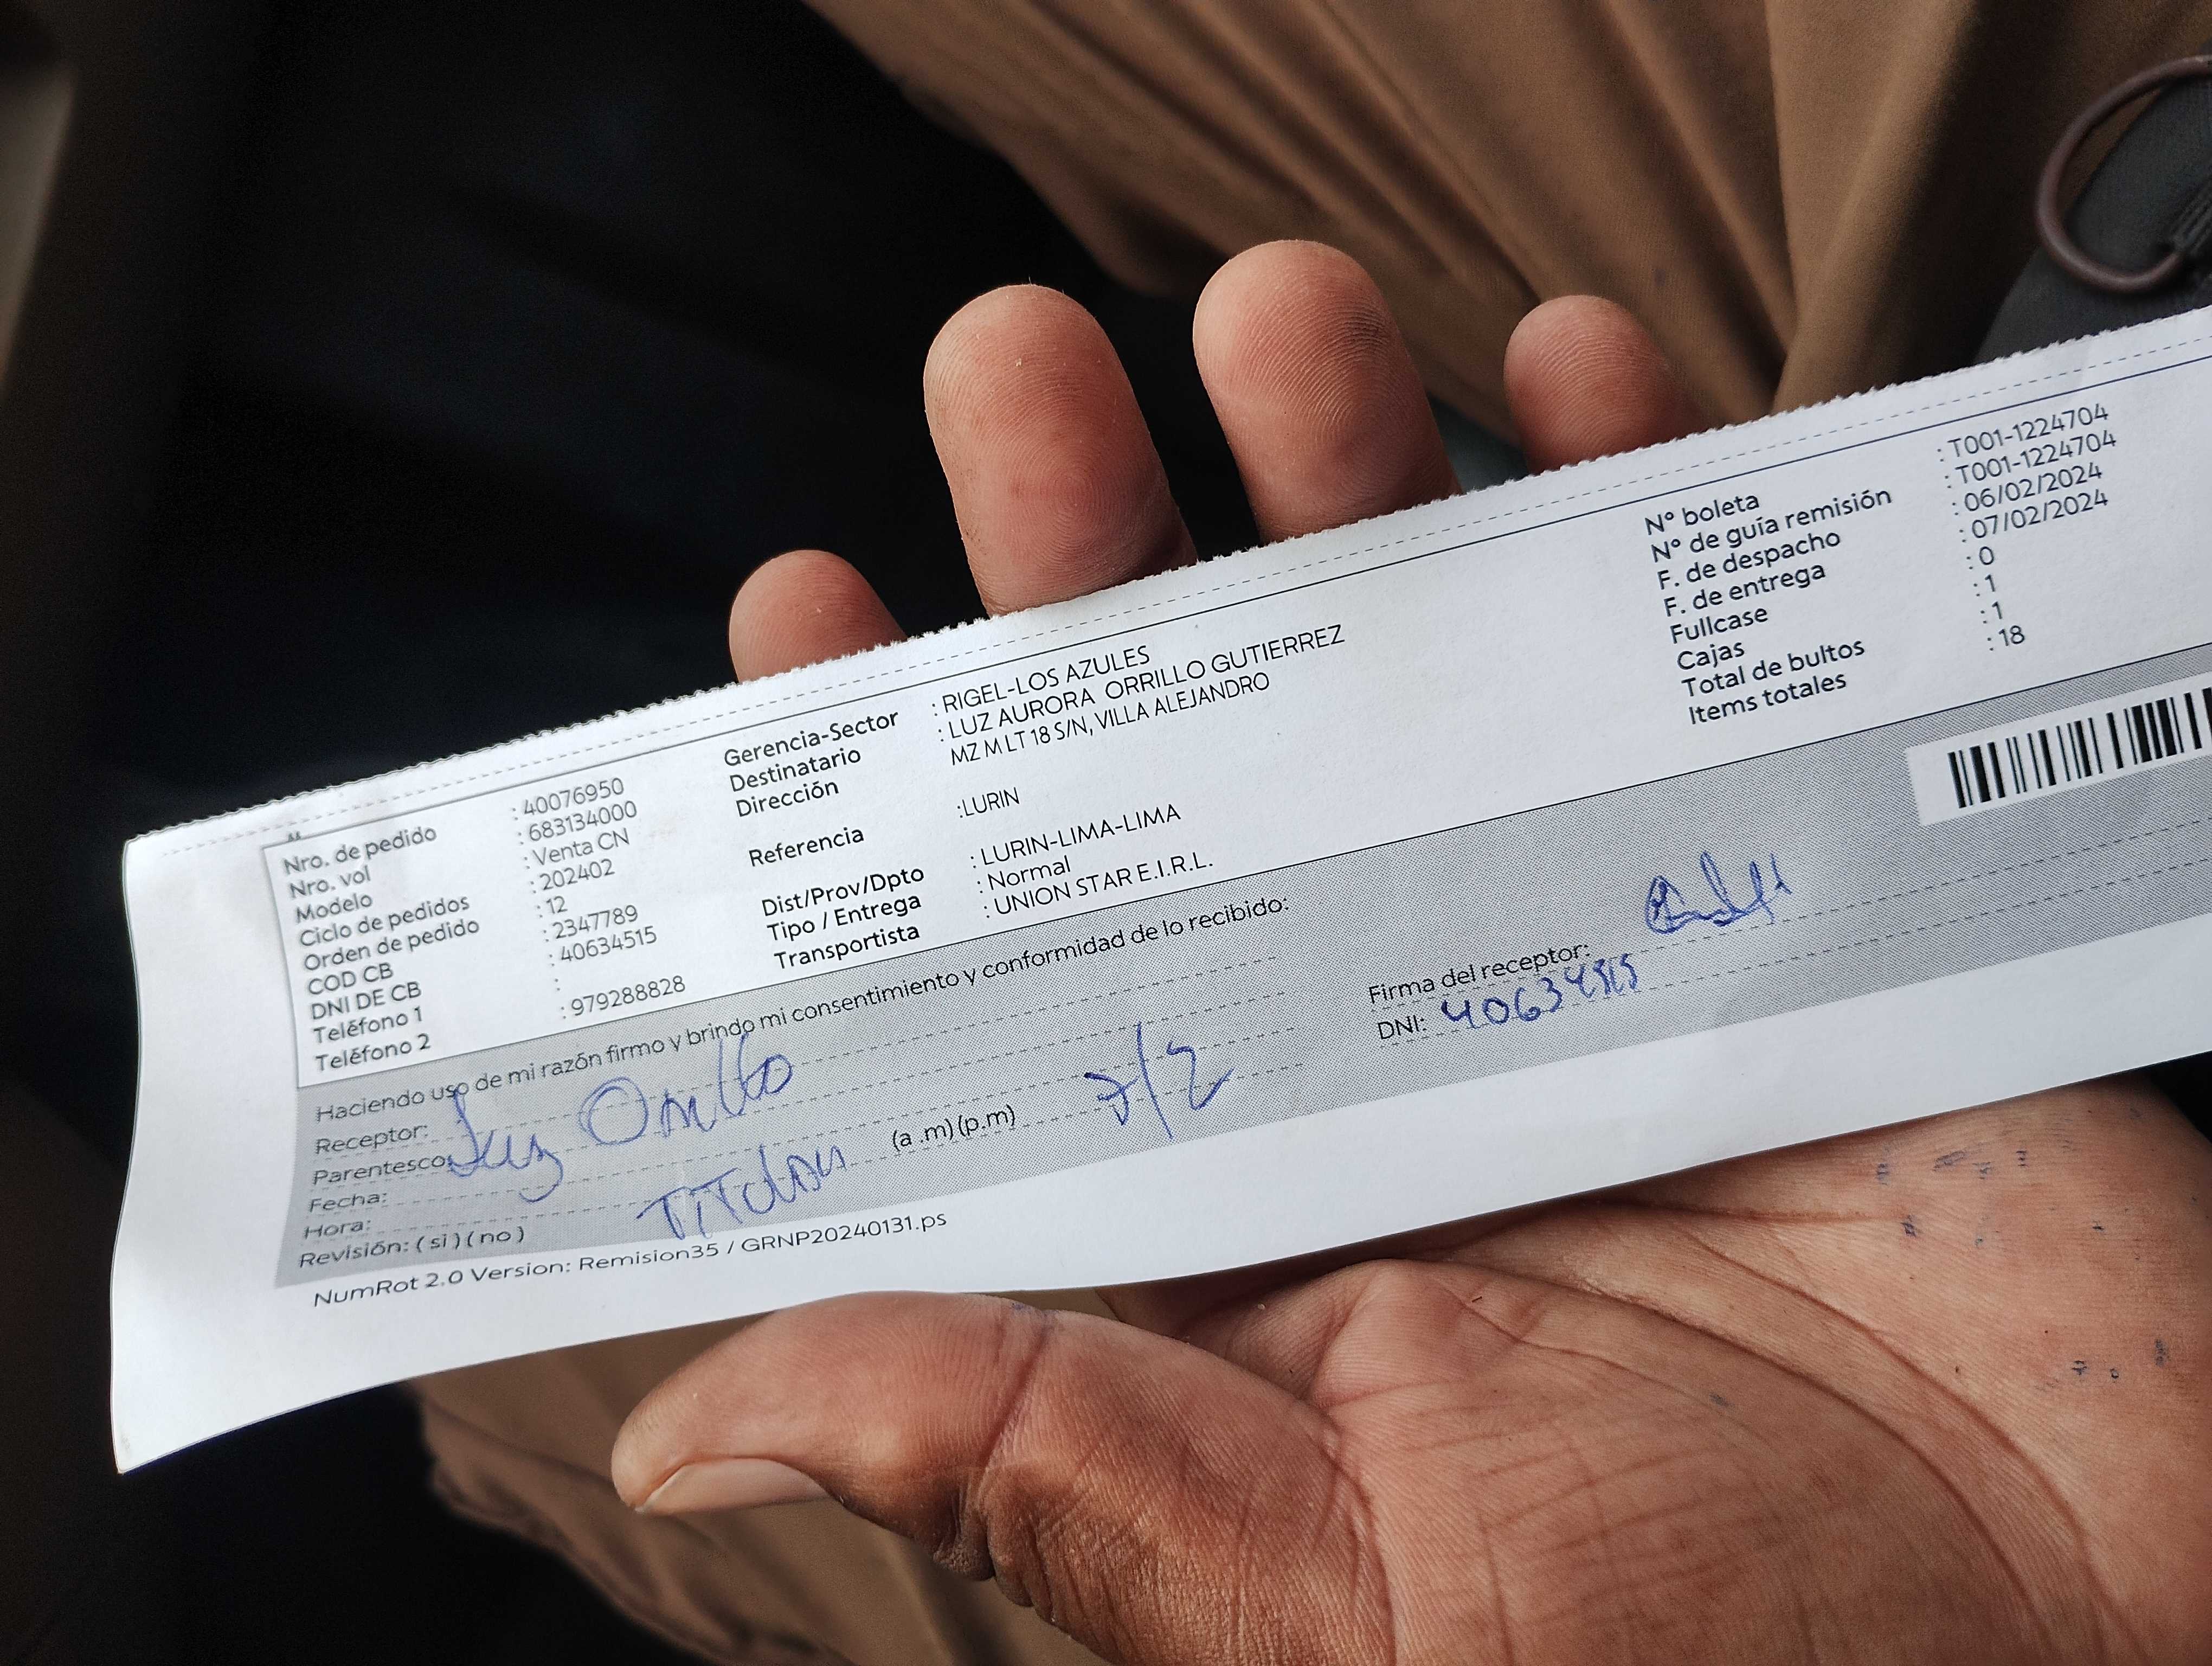 Nro. de pedido : 40076950
Nro. vol : 683134000
Modelo : Venta CN
Ciclo de pedidos : 202402
Orden de pedido : 12
COD CB : 2347789
DNI DE CB : 40634515
Teléfono 1 :
Teléfono 2 : 979288828
Gerencia-Sector : RIGEL-LOS AZULES
Destinatario : LUZ AURORA ORRILLO GUTIERREZ
Dirección MZ M LT 18 S/N, VILLA ALEJANDRO
Referencia :LURIN
Dist/Prov/Dpto : LURIN-LIMA-LIMA
Tipo / Entrega : Normal
Transportista : UNION STAR E.I.R.L.
N° boleta : T001-1224704
N° de guía remisión : T001-1224704
F. de despacho : 06/02/2024
F. de entrega : 07/02/2024
Fullcase : 0
Cajas : 1
Total de bultos : 1
Items totales : 18
Haciendo uso de mi razón firmo y brindo mi consentimiento y conformidad de lo recibido:
Receptor: Luz Orrillo
Parentesco:
Fecha:
Hora: Titular (a .m)(p.m) 7/2
Revisión: ( si ) ( no )
Firma del receptor:
DNI: 40634515
NumRot 2.0 Version: Remision35 / GRNP20240131.ps